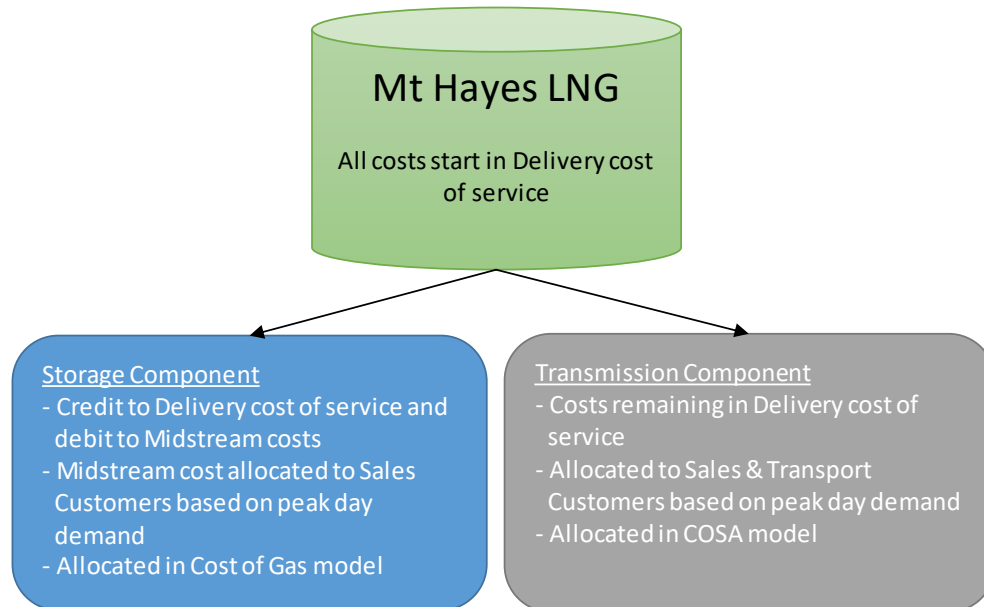 Mt Hayes LNG
All costs start in Delivery cost
of service
Storage Component
- Credit to Delivery cost of service and
debit to Midstream costs
- Midstream cost allocated to Sales
Customers based on peak day
demand
- Allocated in Cost of Gas model
Transmission Component
- Costs remaining in Delivery cost of
service
- Allocated to Sales & Transport
Customers based on peak day demand
- Allocated in COSA model